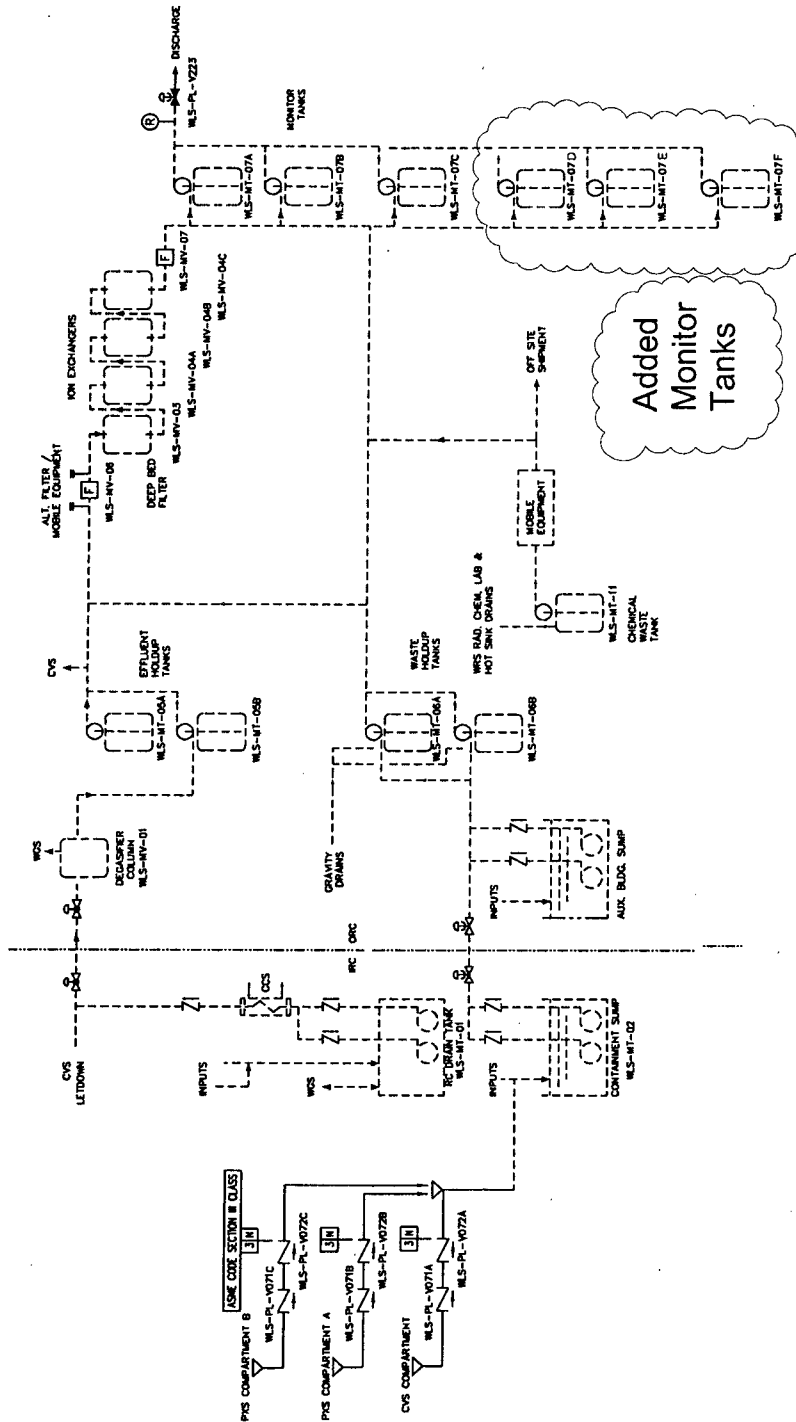 DISCHARGE
R
WLS-PL-V223
MONITOR
TANKS
WLS-MT-07A
WLS-MT-07B
WLS-MT-07C
WLS-MT-07D
WLS-MT-07E
WLS-MT-07F
Added
Monitor
Tanks
ION EXCHANGERS
F
WLS-MV-07
WLS-MV-04C
WLS-MV-04B
WLS-MV-04A
WLS-MV-03
DEEP BED
FILTER
ALT. FILTER /
MOBILE EQUIPMENT
F
WLS-MV-06
OFF SITE
SHIPMENT
MOBILE
EQUIPMENT
WRS RAD. CHEM. LAB &
HOT SINK DRAINS
WLS-MT-11
CHEMICAL
WASTE
TANK
CVS
EFFLUENT
HOLDUP
TANKS
WLS-MT-05A
WLS-MT-05B
WASTE
HOLDUP
TANKS
WLS-MT-06A
WLS-MT-06B
WGS
DEGASIFIER
COLUMN
WLS-MV-01
GRAVITY
DRAINS
INPUTS
AUX. BLDG. SUMP
IRC ORC
CVS
LETDOWN
CCS
INPUTS
WGS
IRC DRAIN TANK
WLS-MT-01
INPUTS
CONTAINMENT SUMP
WLS-MT-02
ASME CODE SECTION III CLASS
3 N
WLS-PL-V072C
WLS-PL-V071C
PXS COMPARTMENT B
3 N
WLS-PL-V072B
WLS-PL-V071B
PXS COMPARTMENT A
3 N
WLS-PL-V072A
WLS-PL-V071A
CVS COMPARTMENT